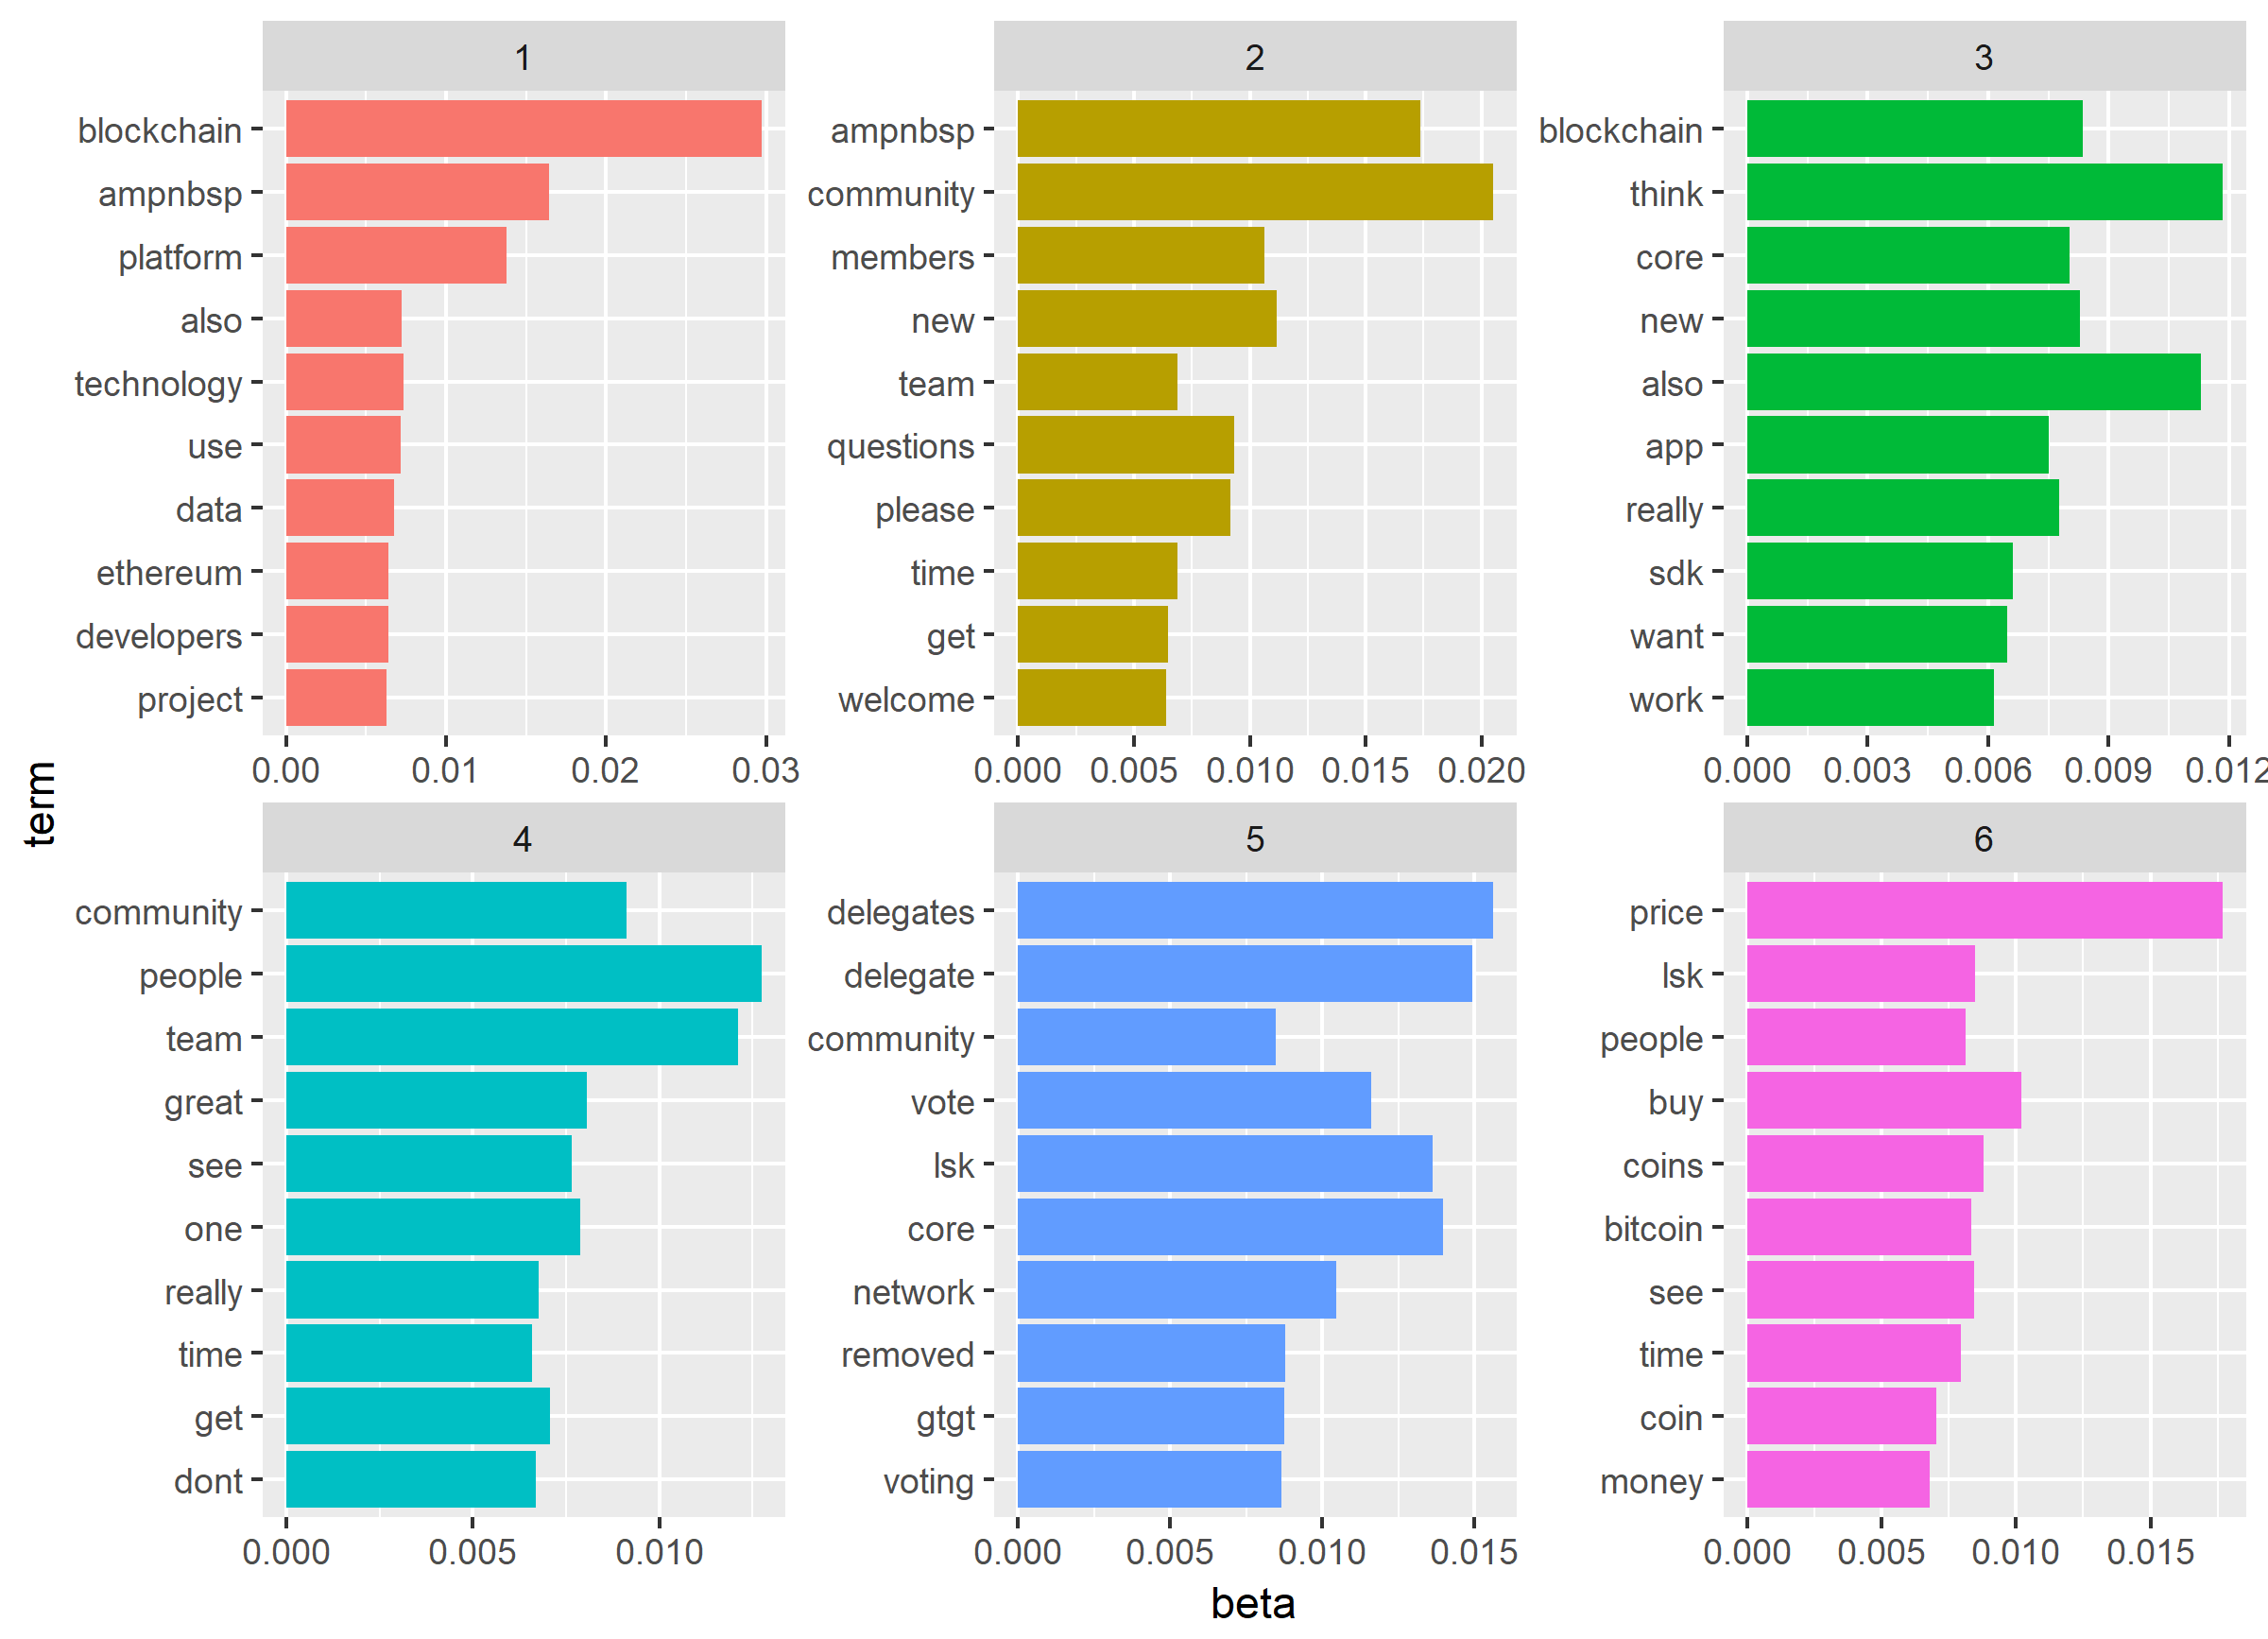 term
1
blockchain
ampnbsp
platform
also
technology
use
data
ethereum
developers
project
0.00 0.01 0.02 0.03
2
ampnbsp
community
members
new
team
questions
please
time
get
welcome
0.000 0.005 0.010 0.015 0.020
3
blockchain
think
core
new
also
app
really
sdk
want
work
0.000 0.003 0.006 0.009 0.012
4
community
people
team
great
see
one
really
time
get
dont
0.000 0.005 0.010
5
delegates
delegate
community
vote
lsk
core
network
removed
gtgt
voting
0.000 0.005 0.010 0.015
6
price
lsk
people
buy
coins
bitcoin
see
time
coin
money
0.000 0.005 0.010 0.015
beta